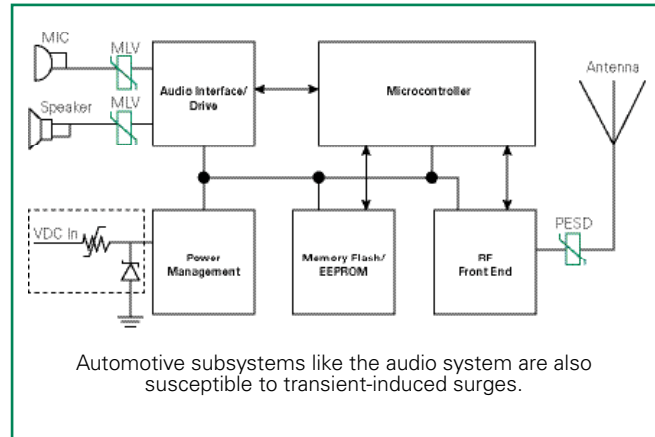 MIC
MLV
Audio Interface/
Drive
Microcontroller
Antenna
Speaker
MLV
VDC In
Power
Management
Memory Flash/
EEPROM
RF
Front End
PESD
Automotive subsystems like the audio system are also
susceptible to transient-induced surges.